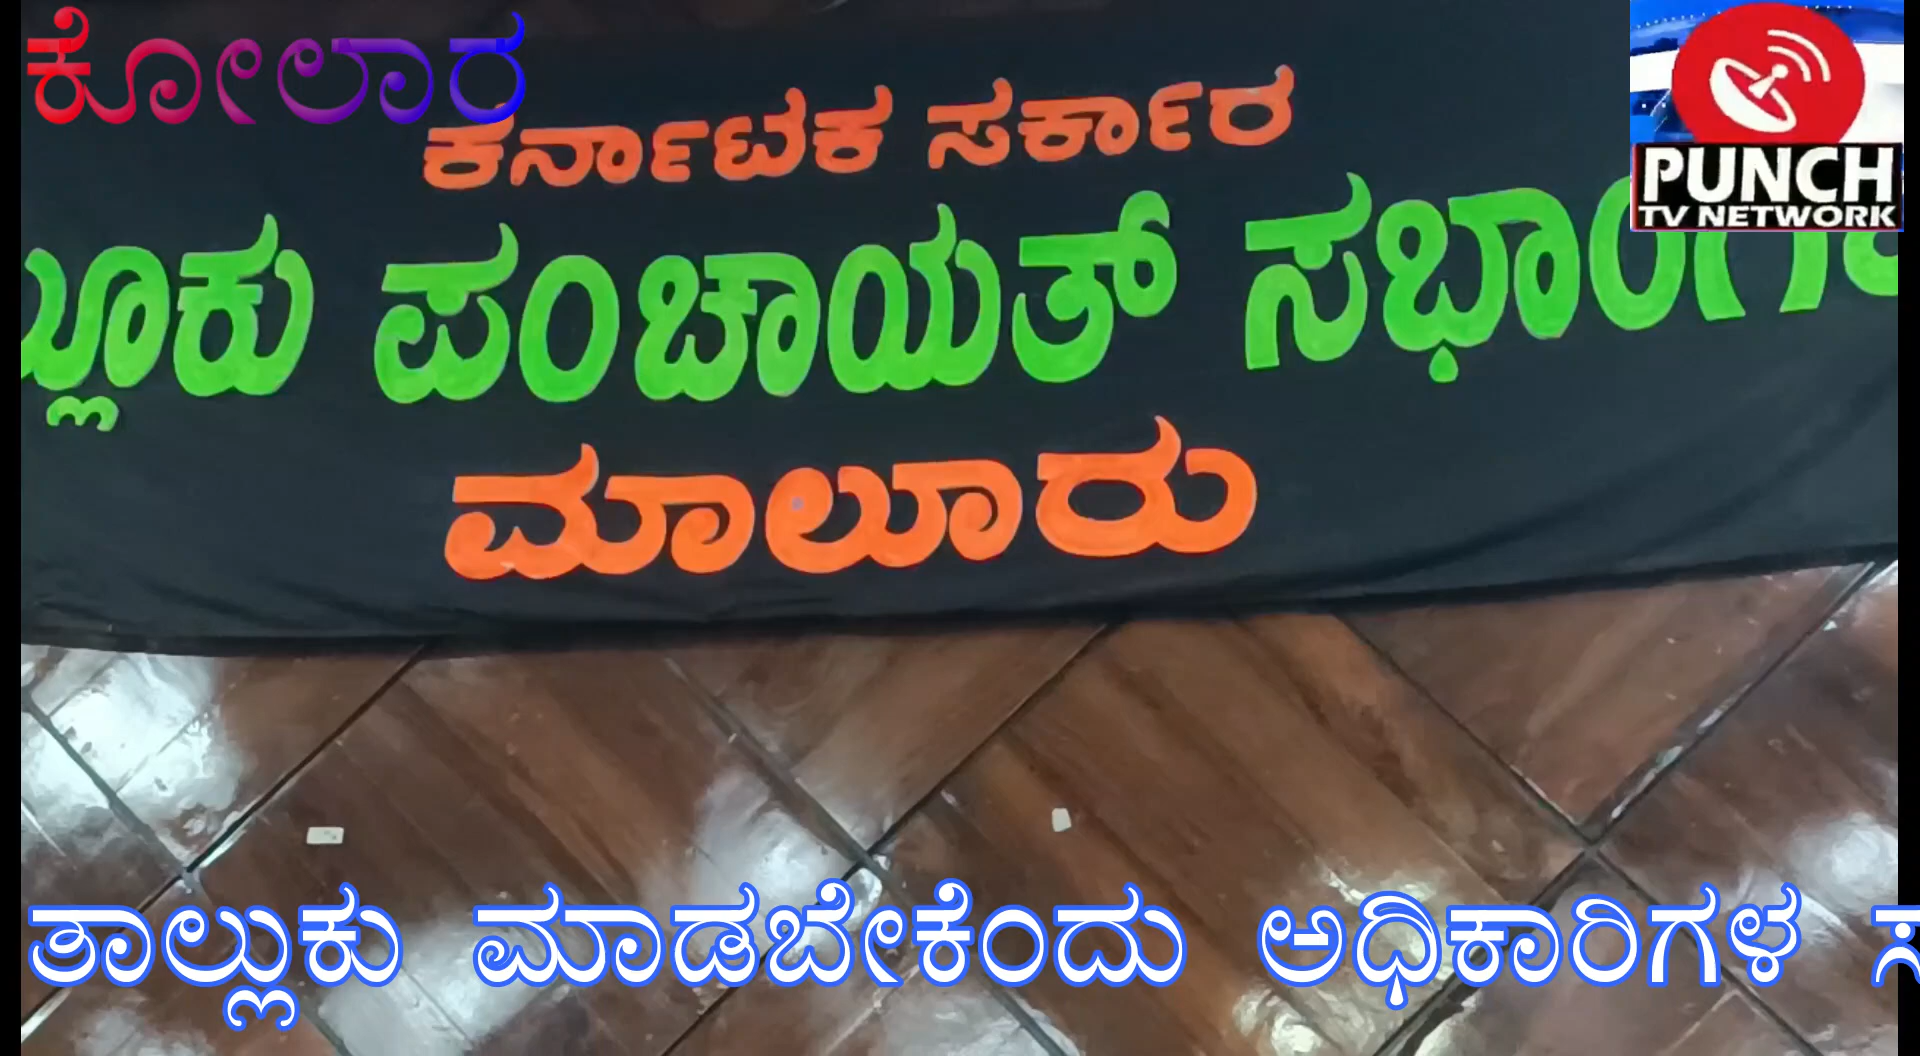 ಕೋಲಾರ
PUNCH
TV NETWORK
ಕರ್ನಾಟಕ ಸರ್ಕಾರ
ಪಂಚಾಯತ್
ಮಾಲೂರು
ತಾಲ್ಲುಕು ಮಾಡಬೇಕೆಂದು ಅಧಿಕಾರಿಗಳ